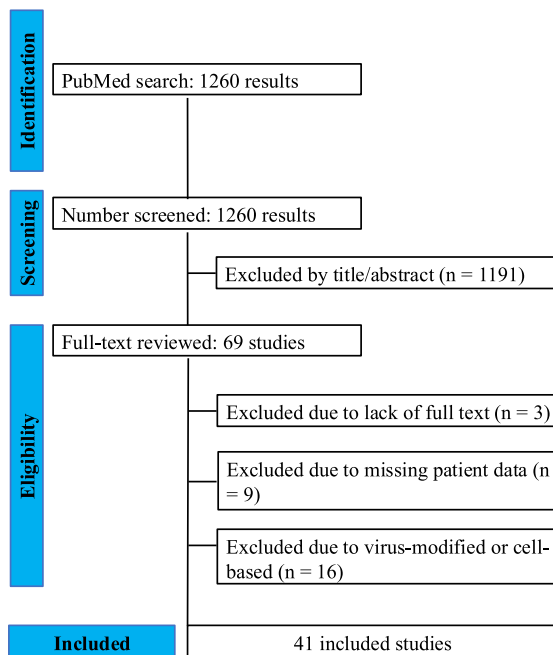 Identification
PubMed search: 1260 results
Screening
Number screened: 1260 results
Excluded by title/abstract (n = 1191)
Eligibility
Full-text reviewed: 69 studies
Excluded due to lack of full text (n = 3)
Excluded due to missing patient data (n
= 9)
Excluded due to virus-modified or cell-
based (n = 16)
Included
41 included studies